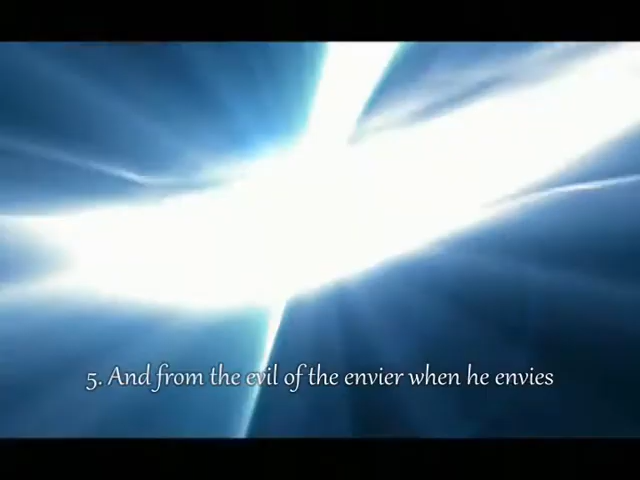 5. And from the evil of the envier when he envies